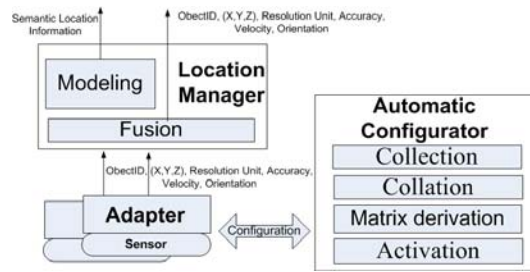 Semantic Location
Information
ObectID, (X,Y,Z), Resolution Unit, Accuracy,
Velocity, Orientation
Modeling
Location
Manager
Fusion
ObectID, (X,Y,Z), Resolution Unit, Accuracy,
Velocity, Orientation
Adapter
Sensor
Configuration
Automatic
Configurator
Collection
Collation
Matrix derivation
Activation